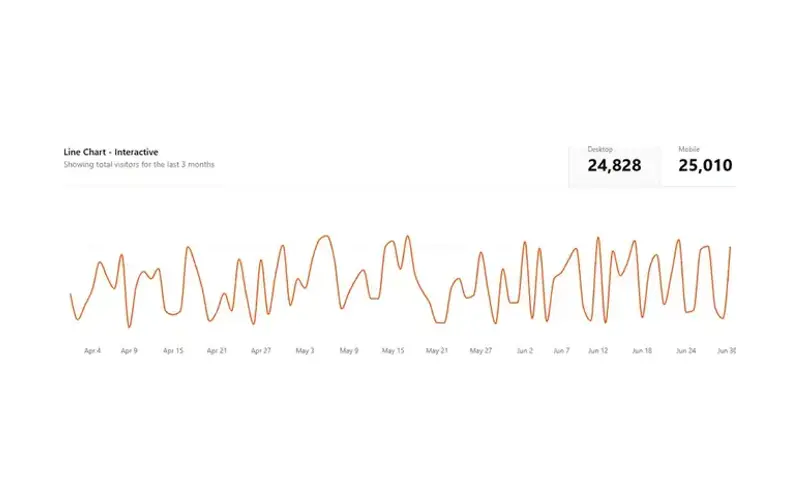 Line Chart - Interactive
Showing total visitors for the last 3 months
Desktop
24,828
Mobile
25,010
Apr 4 Apr 9 Apr 15 Apr 21 Apr 27 May 3 May 9 May 15 May 21 May 27 Jun 2 Jun 7 Jun 12 Jun 18 Jun 24 Jun 30